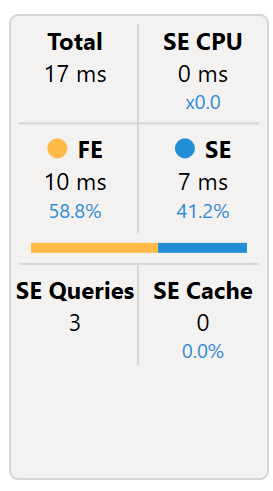 Total
17 ms
SE CPU
0 ms
x0.0
FE
10 ms
58.8%
SE
7 ms
41.2%
SE Queries
3
SE Cache
0
0.0%